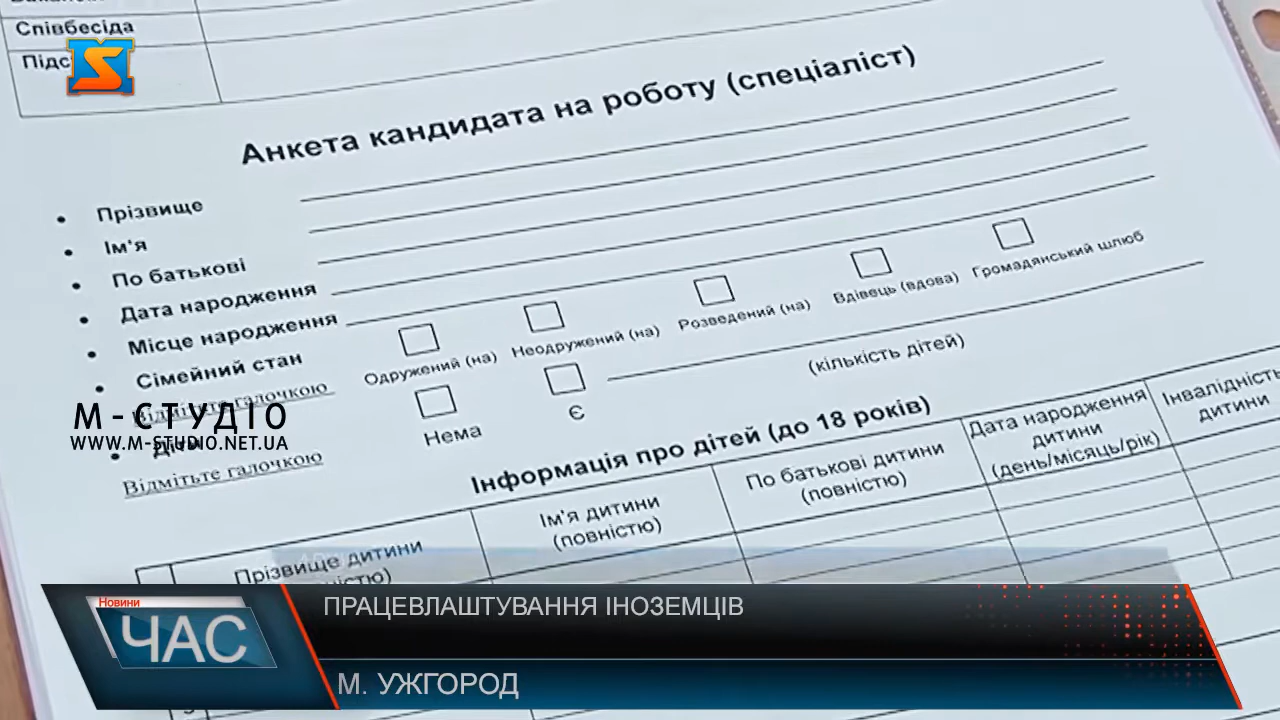 Співбесіда
Анкета кандидата на роботу (спеціаліст)
• Прізвище
• Ім'я
• По батькові
• Дата народження
• Місце народження
• Сімейний стан
Відмітьте галочкою
Одружений (на)
Неодружений (на)
Розведений (на)
Вдівець (вдова)
Громадянський шлюб
• Діти
Відмітьте галочкою
Нема
Є
(кількість дітей)
Інформація про дітей (до 18 років)
Прізвище дитини
Ім'я дитини
(повністю)
По батькові дитини
(повністю)
Дата народження
дитини
(день/місяць/рік)
Інвалідність
дитини
М-СТУДІО
WWW.M-STUDIO.NET.UA
Новини
ЧАС
ПРАЦЕВЛАШТУВАННЯ ІНОЗЕМЦІВ
М. УЖГОРОД